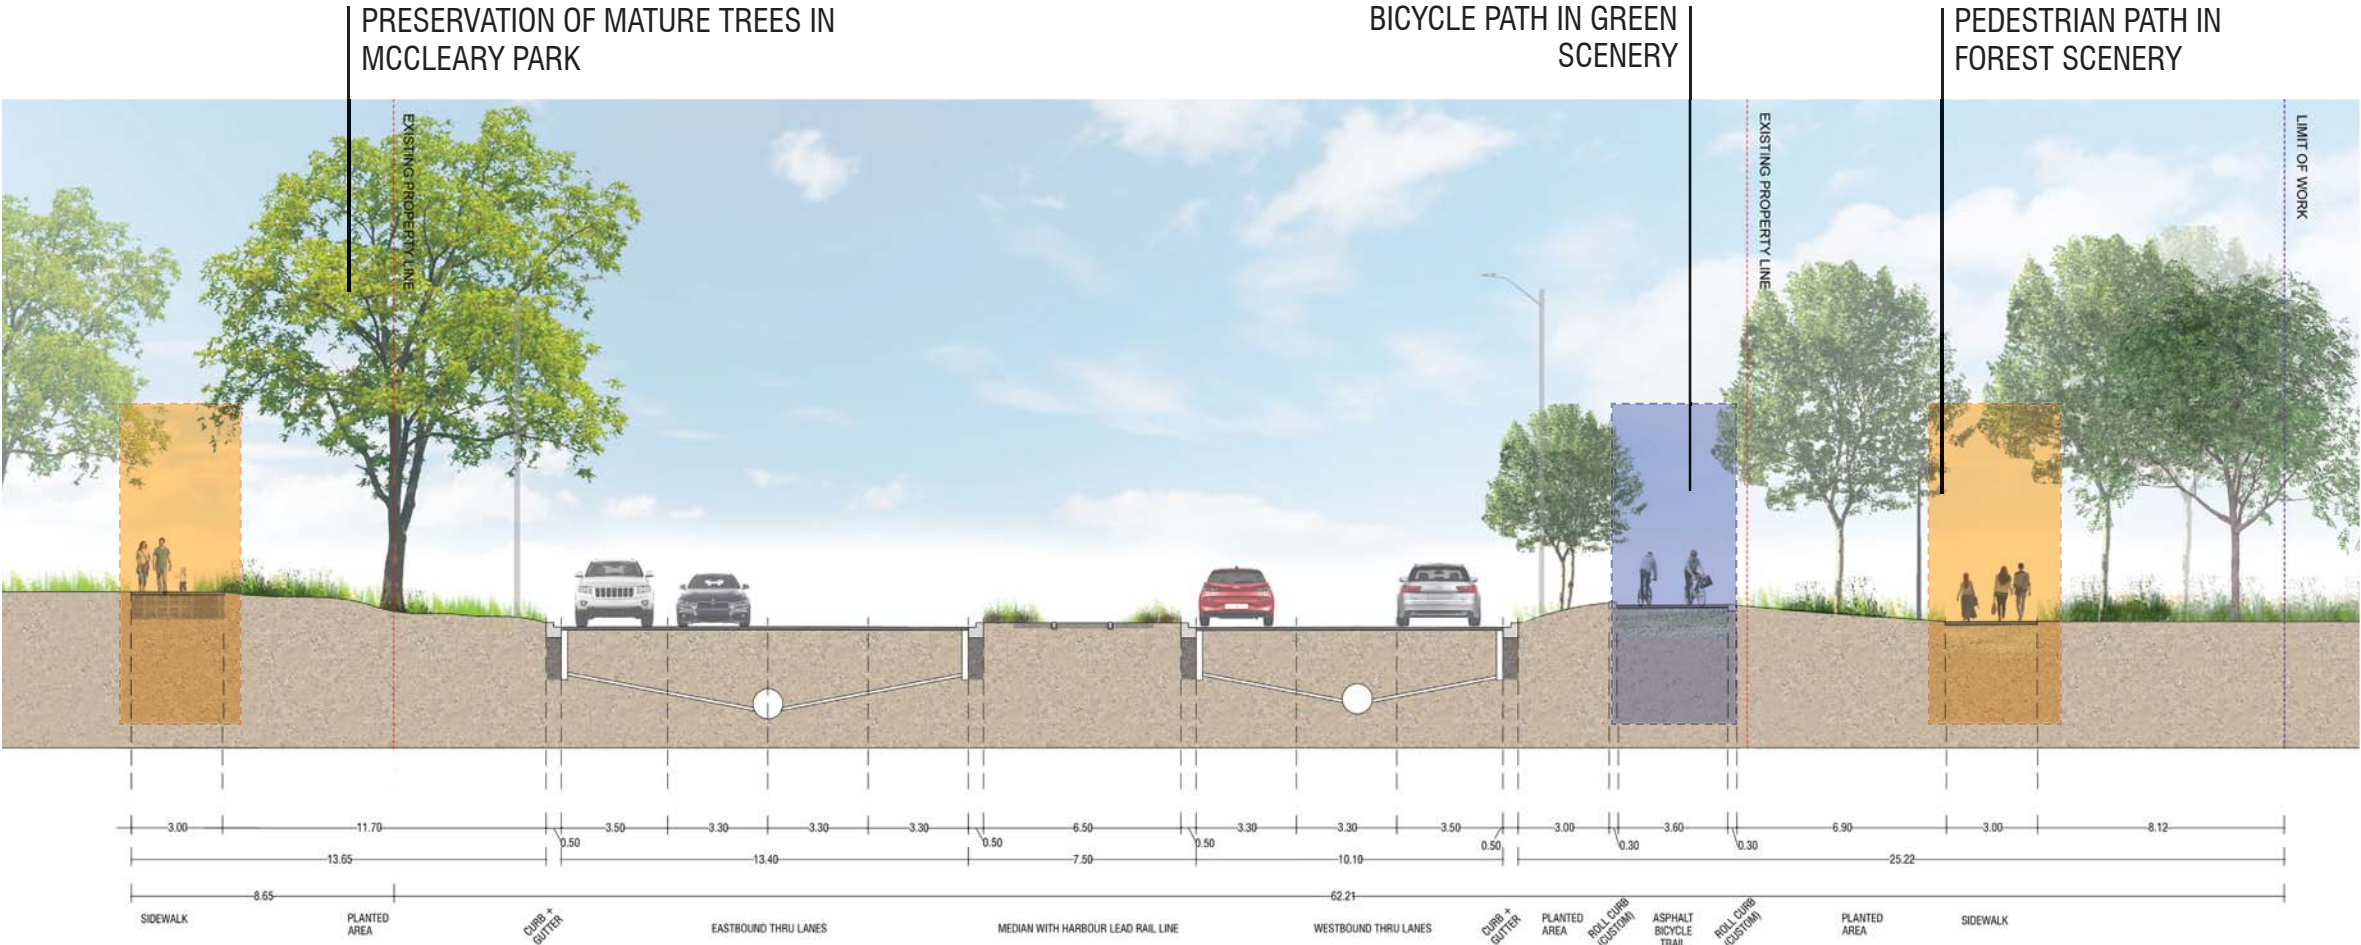 PRESERVATION OF MATURE TREES IN
MCCLEARY PARK
BICYCLE PATH IN GREEN
SCENERY
PEDESTRIAN PATH IN
FOREST SCENERY
EXISTING PROPERTY LINE
EXISTING PROPERTY LINE
LIMIT OF WORK
3.00
11.70
0.50
3.50
3.30
3.30
3.30
0.50
6.50
0.50
3.30
3.30
3.50
0.50
3.00
0.30
3.60
0.30
6.90
3.00
8.12
13.65
13.40
7.50
10.10
25.22
8.65
62.21
SIDEWALK
PLANTED
AREA
CURB +
GUTTER
EASTBOUND THRU LANES
MEDIAN WITH HARBOUR LEAD RAIL LINE
WESTBOUND THRU LANES
CURB +
GUTTER
PLANTED
AREA
ROLL CURB
(CUSTOM)
ASPHALT
BICYCLE
TRAIL
ROLL CURB
(CUSTOM)
PLANTED
AREA
SIDEWALK